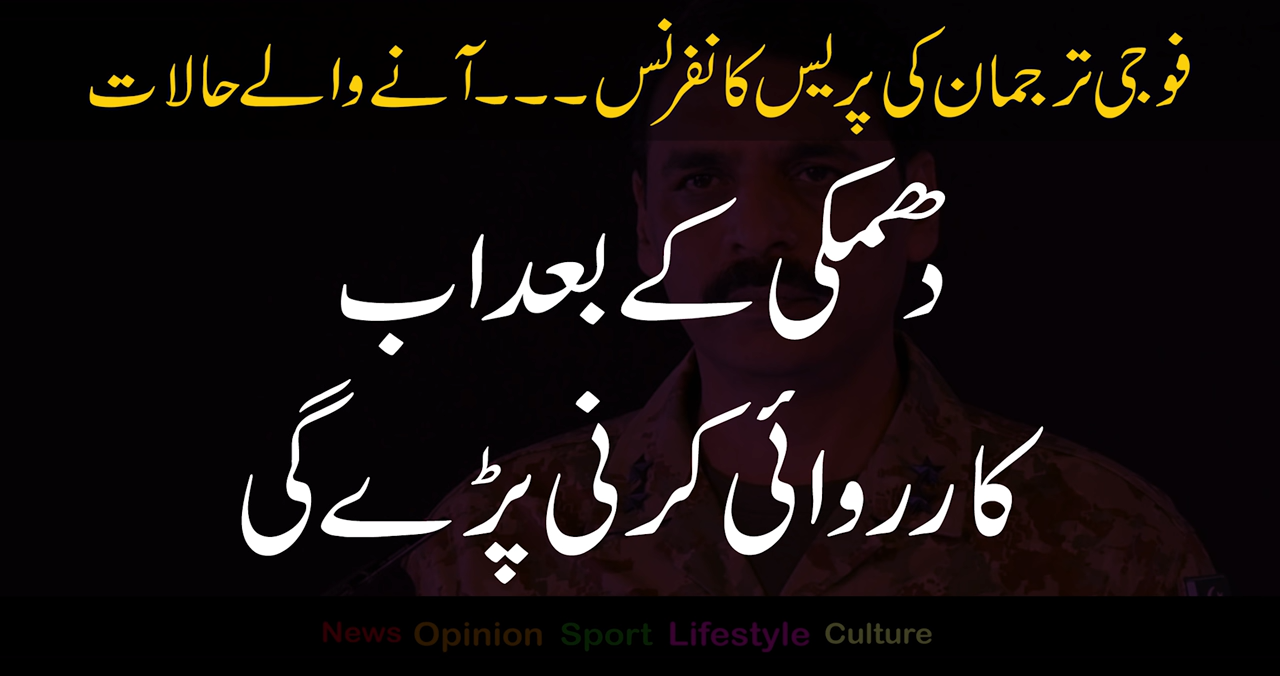 فوجی ترجمان کی پریس کانفرنس۔۔۔آنے والے حالات
دھمکی کے بعد اب
کارروائی کرنی پڑے گی
News Opinion Sport Lifestyle Culture